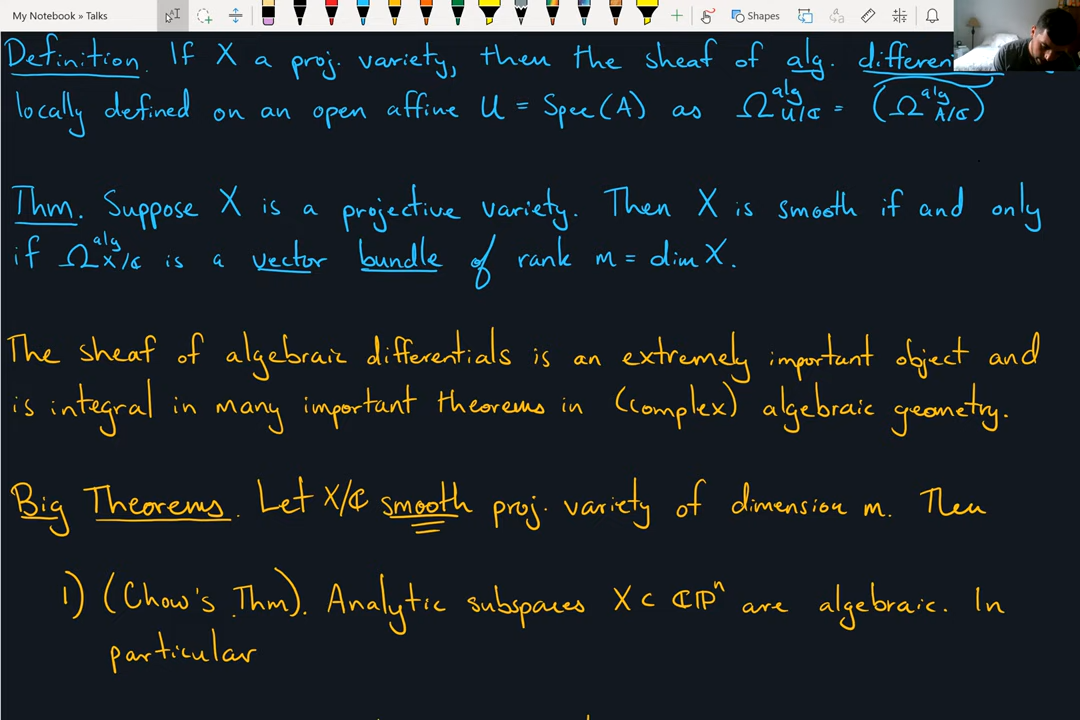 My Notebook » Talks
Shapes
Definition. If X a proj. variety, then the sheaf of alg. differen
locally defined on an open affine U = Spec(A) as Ω^alg_U/ℂ = (Ω^alg_A/ℂ)
Thm. Suppose X is a projective variety. Then X is smooth if and only
if Ω^alg_X/ℂ is a vector bundle of rank m = dim X.
The sheaf of algebraic differentials is an extremely important object and
is integral in many important theorems in (complex) algebraic geometry.
Big Theorems. Let X/ℂ smooth proj. variety of dimension m. Then
1) (Chow's Thm). Analytic subspaces X ⊂ ℂℙⁿ are algebraic. In
particular